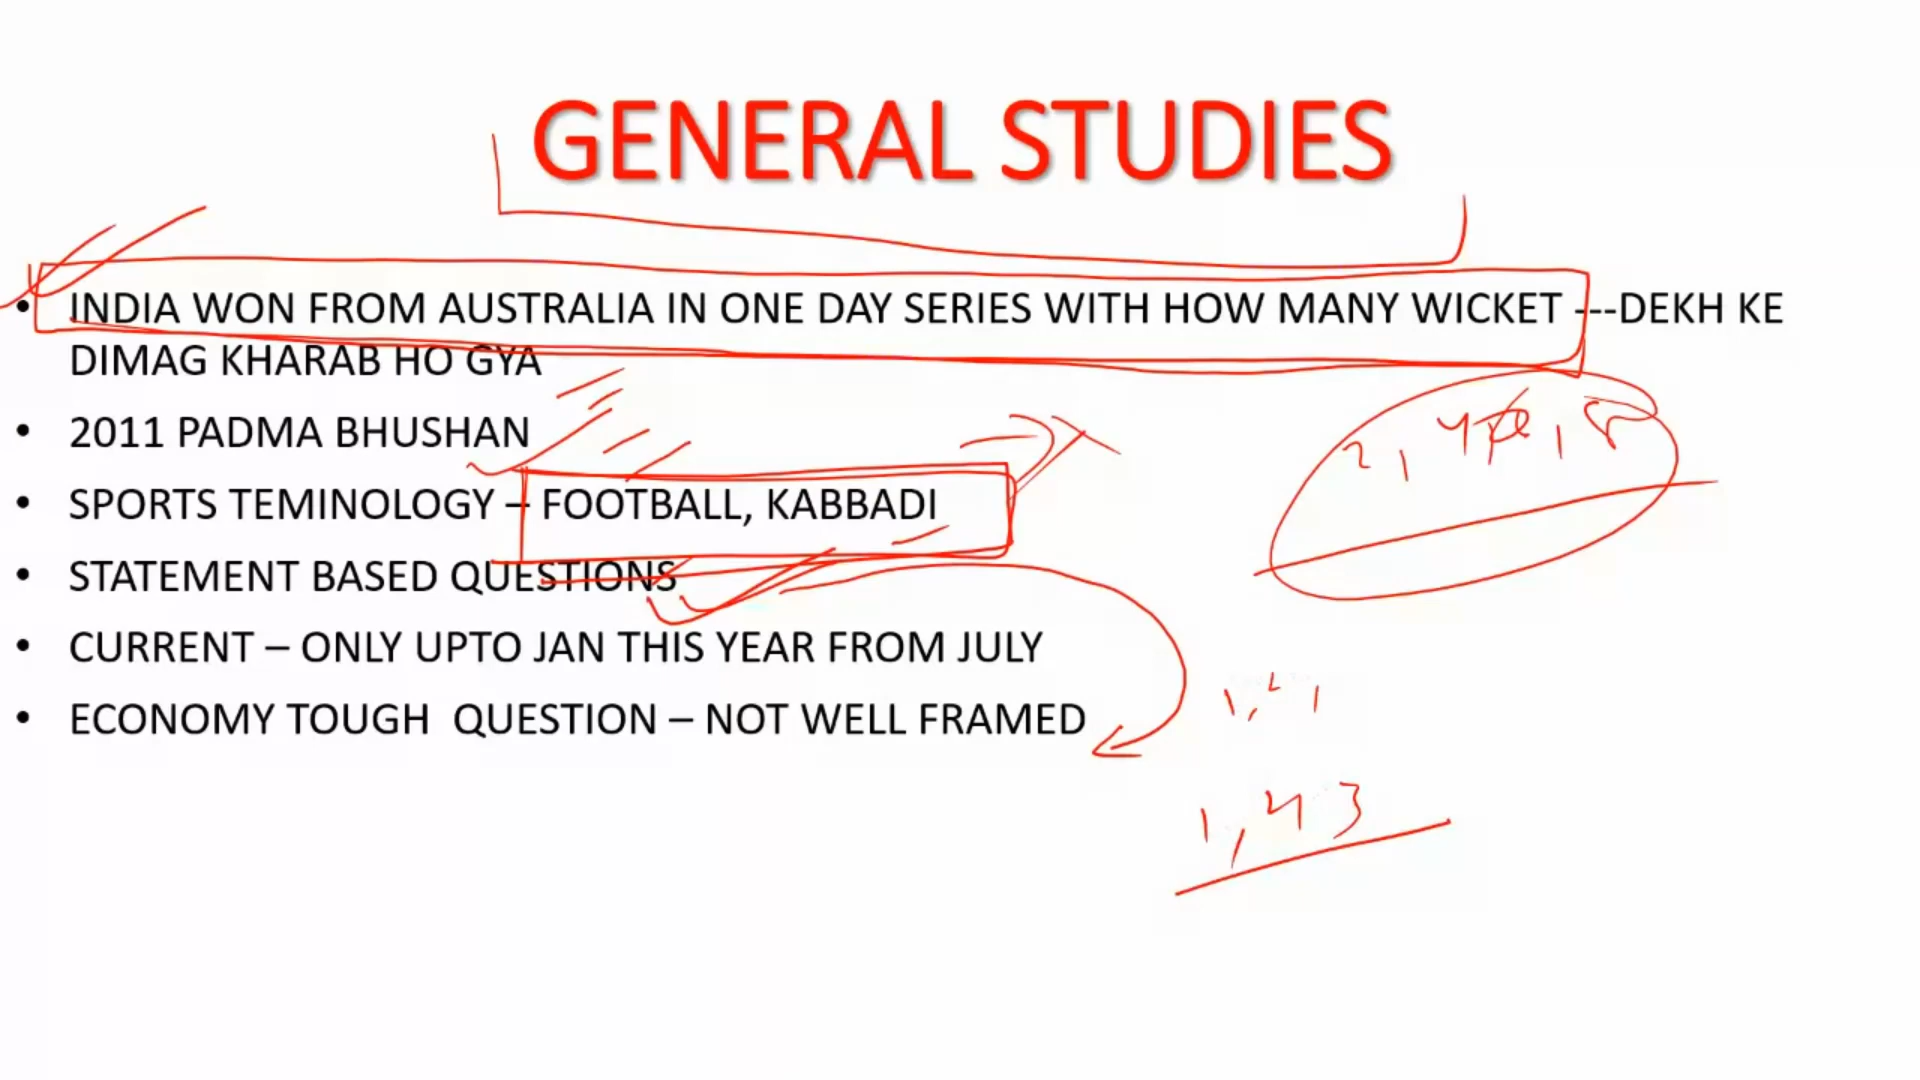 GENERAL STUDIES
• INDIA WON FROM AUSTRALIA IN ONE DAY SERIES WITH HOW MANY WICKET ---DEKH KE
DIMAG KHARAB HO GYA
• 2011 PADMA BHUSHAN
• SPORTS TEMINOLOGY – FOOTBALL, KABBADI
• STATEMENT BASED QUESTIONS
• CURRENT – ONLY UPTO JAN THIS YEAR FROM JULY
• ECONOMY TOUGH QUESTION – NOT WELL FRAMED
1, 4 3